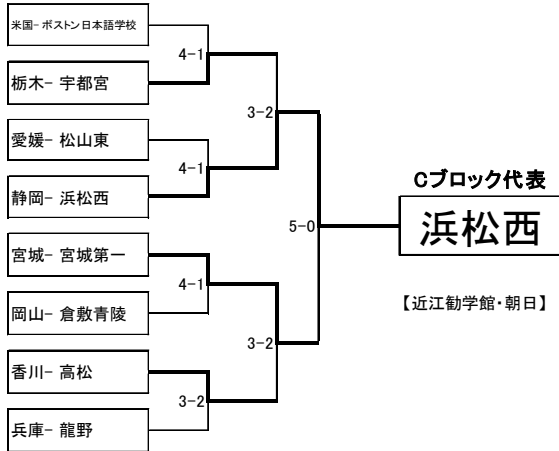 米国- ボストン日本語学校
4-1
栃木- 宇都宮
3-2
愛媛- 松山東
4-1
静岡- 浜松西
5-0
Cブロック代表
浜松西
【近江勧学館・朝日】
宮城- 宮城第一
4-1
岡山- 倉敷青陵
3-2
香川- 高松
3-2
兵庫- 龍野